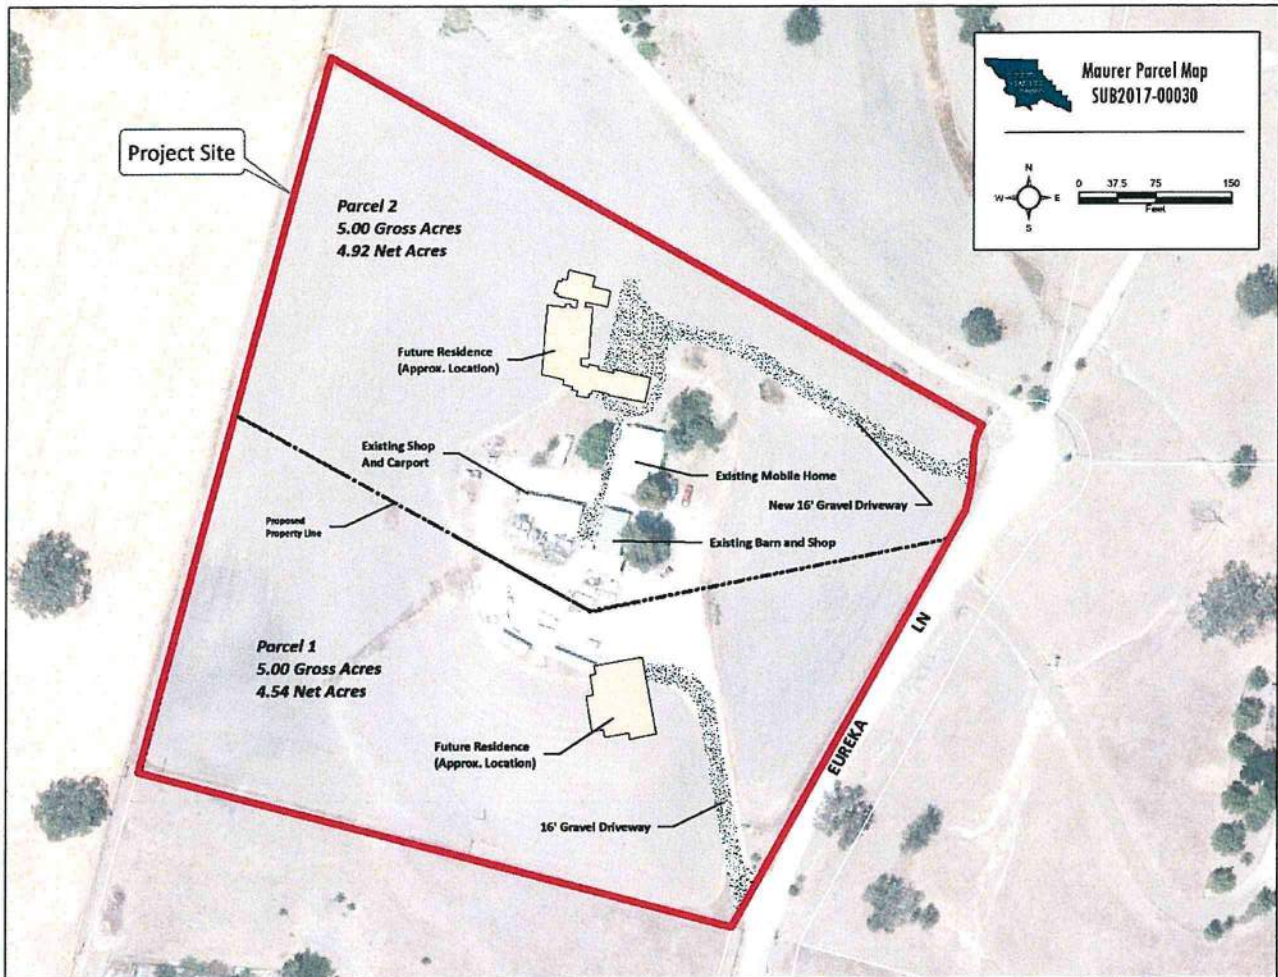 Maurer Parcel Map
SUB2017-00030
N
W
E
S
0 37.5 75 150
Feet
Project Site
Parcel 2
5.00 Gross Acres
4.92 Net Acres
Future Residence
(Approx. Location)
Existing Shop
And Carport
Existing Mobile Home
New 16' Gravel Driveway
Proposed
Property Line
Existing Barn and Shop
EUREKA LN
Parcel 1
5.00 Gross Acres
4.54 Net Acres
Future Residence
(Approx. Location)
16' Gravel Driveway